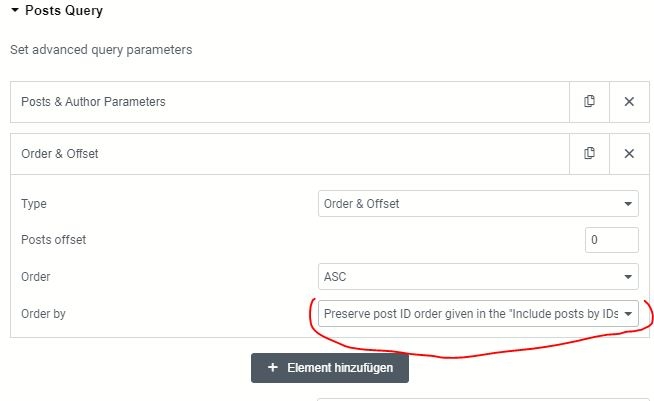 Posts Query
Set advanced query parameters
Posts & Author Parameters
Order & Offset
Type Order & Offset
Posts offset 0
Order ASC
Order by Preserve post ID order given in the "Include posts by IDs
Element hinzufügen